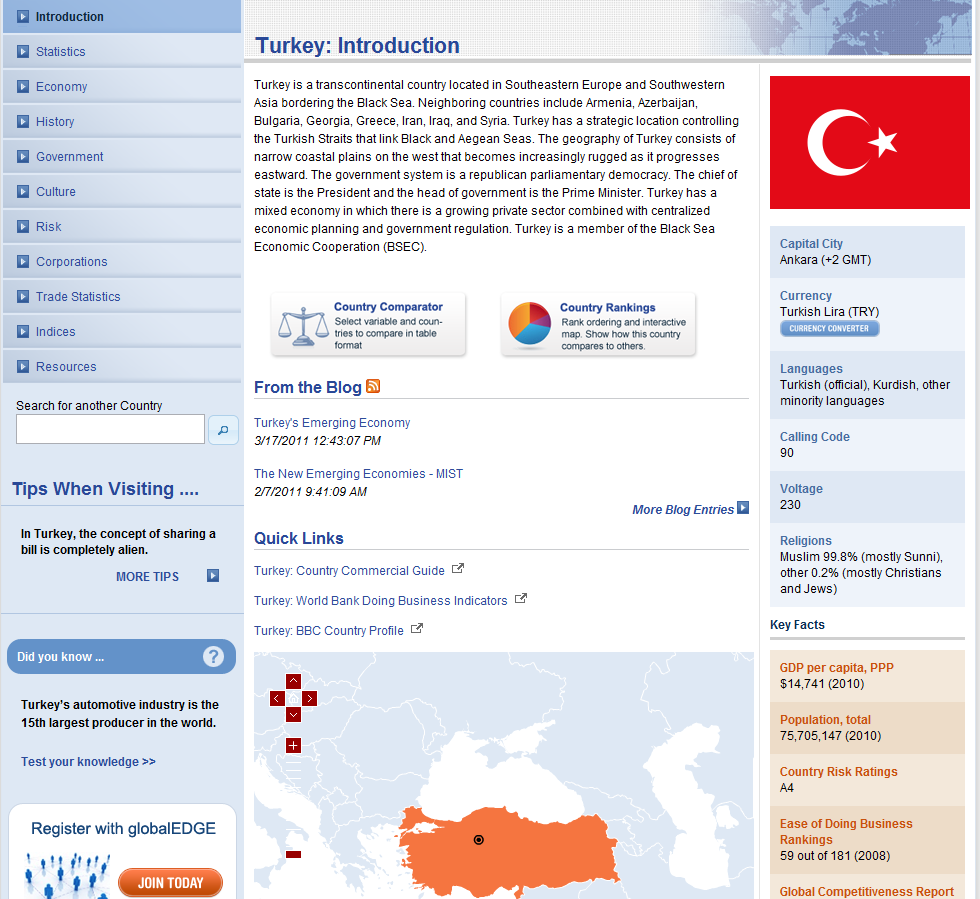 Introduction
Statistics
Economy
History
Government
Culture
Risk
Corporations
Trade Statistics
Indices
Resources
Search for another Country
Tips When Visiting ....
In Turkey, the concept of sharing a
bill is completely alien.
MORE TIPS
Did you know ...
?
Turkey's automotive industry is the
15th largest producer in the world.
Test your knowledge >>
Register with globalEDGE
JOIN TODAY
Turkey: Introduction
Turkey is a transcontinental country located in Southeastern Europe and Southwestern
Asia bordering the Black Sea. Neighboring countries include Armenia, Azerbaijan,
Bulgaria, Georgia, Greece, Iran, Iraq, and Syria. Turkey has a strategic location controlling
the Turkish Straits that link Black and Aegean Seas. The geography of Turkey consists of
narrow coastal plains on the west that becomes increasingly rugged as it progresses
eastward. The government system is a republican parliamentary democracy. The chief of
state is the President and the head of government is the Prime Minister. Turkey has a
mixed economy in which there is a growing private sector combined with centralized
economic planning and government regulation. Turkey is a member of the Black Sea
Economic Cooperation (BSEC).
Country Comparator
Select variable and coun-
tries to compare in table
format
Country Rankings
Rank ordering and interactive
map. Show how this country
compares to others.
From the Blog
Turkey's Emerging Economy
3/17/2011 12:43:07 PM
The New Emerging Economies - MIST
2/7/2011 9:41:09 AM
More Blog Entries
Quick Links
Turkey: Country Commercial Guide
Turkey: World Bank Doing Business Indicators
Turkey: BBC Country Profile
Capital City
Ankara (+2 GMT)
Currency
Turkish Lira (TRY)
CURRENCY CONVERTER
Languages
Turkish (official), Kurdish, other
minority languages
Calling Code
90
Voltage
230
Religions
Muslim 99.8% (mostly Sunni),
other 0.2% (mostly Christians
and Jews)
Key Facts
GDP per capita, PPP
$14,741 (2010)
Population, total
75,705,147 (2010)
Country Risk Ratings
A4
Ease of Doing Business
Rankings
59 out of 181 (2008)
Global Competitiveness Report